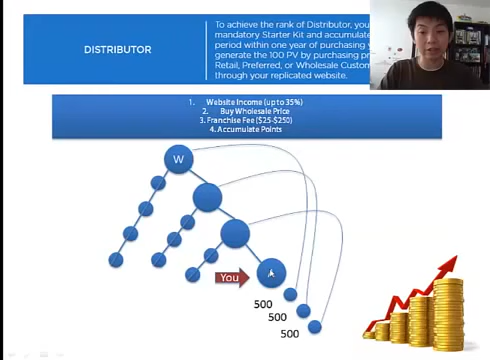 DISTRIBUTOR
To achieve the rank of Distributor, you
mandatory Starter Kit and accumulate
period within one year of purchasing
generate the 100 PV by purchasing
Retail, Preferred, or Wholesale Custom
through your replicated website.
1. Website Income (up to 35%)
2. Buy Wholesale Price
3. Franchise Fee ($25-$250)
4. Accumulate Points
W
You
500
500
500